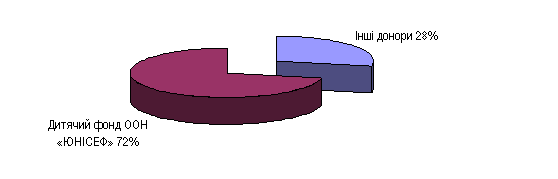 Інші донори 28%
Дитячий фонд ООН
«ЮНІСЕФ» 72%